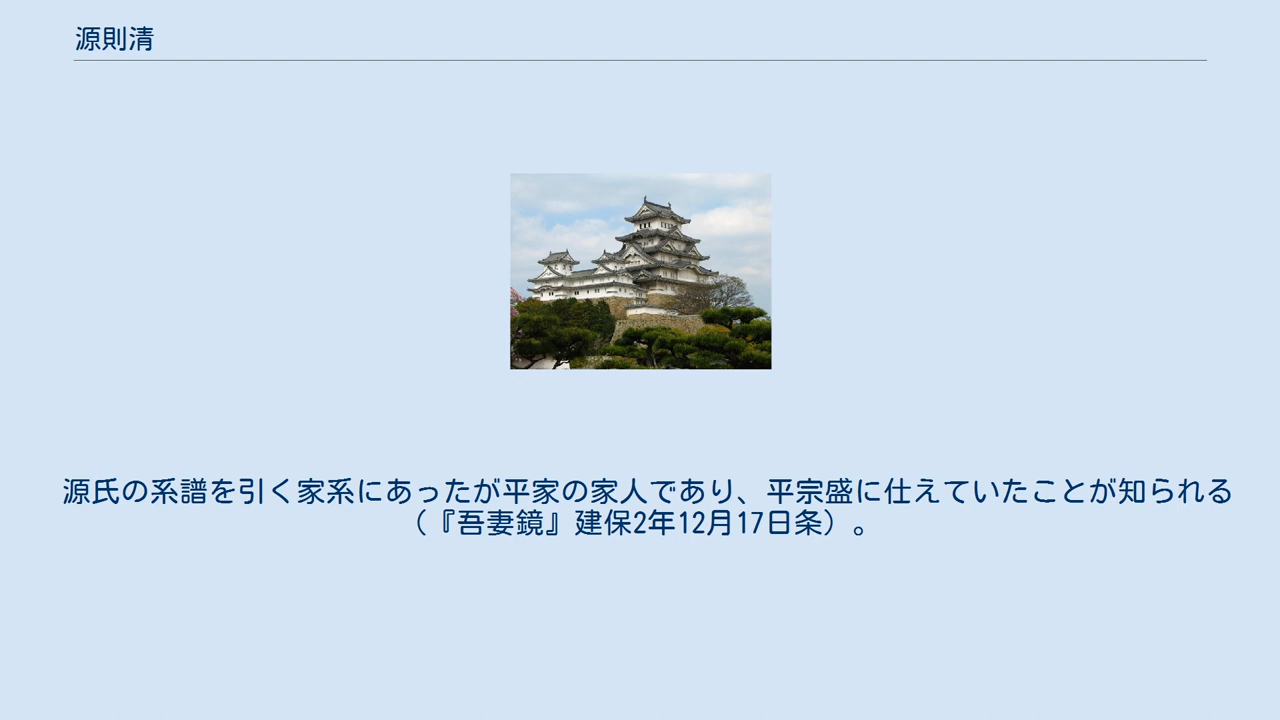 源則清
源氏の系譜を引く家系にあったが平家の家人であり、平宗盛に仕えていたことが知られる
（『吾妻鏡』建保2年12月17日条）。